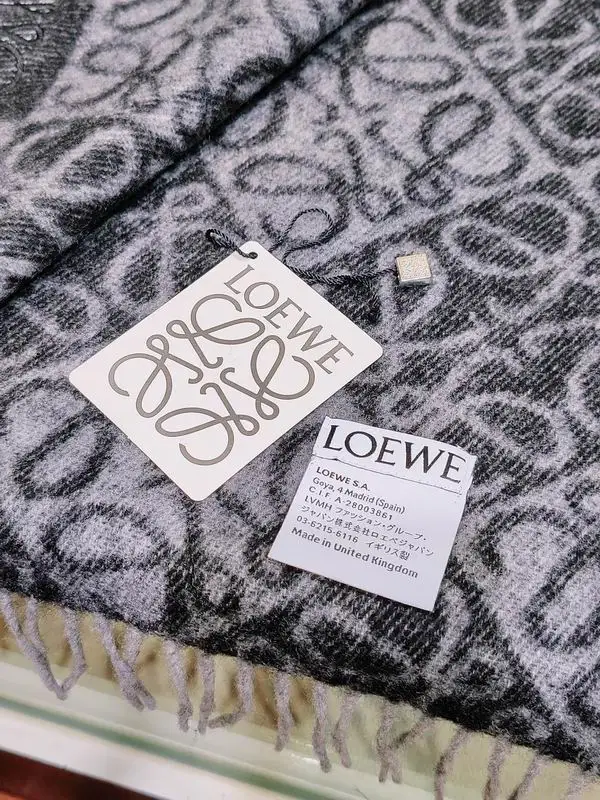 LOEWE
LOEWE
LOEWE S.A.
Goya, 4 Madrid (Spain)
C.I.F. A-28003861
LVMH ファッション・グループ・
ジャパン株式会社ロエベジャパン
03-6215-6116 イギリス製
Made in United Kingdom